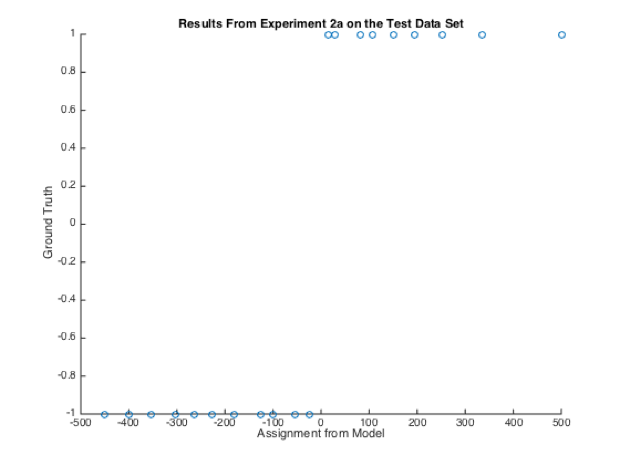 Results From Experiment 2a on the Test Data Set
1
0.8
0.6
0.4
0.2
0
-0.2
-0.4
-0.6
-0.8
-1
Ground Truth
-500 -400 -300 -200 -100 0 100 200 300 400 500
Assignment from Model